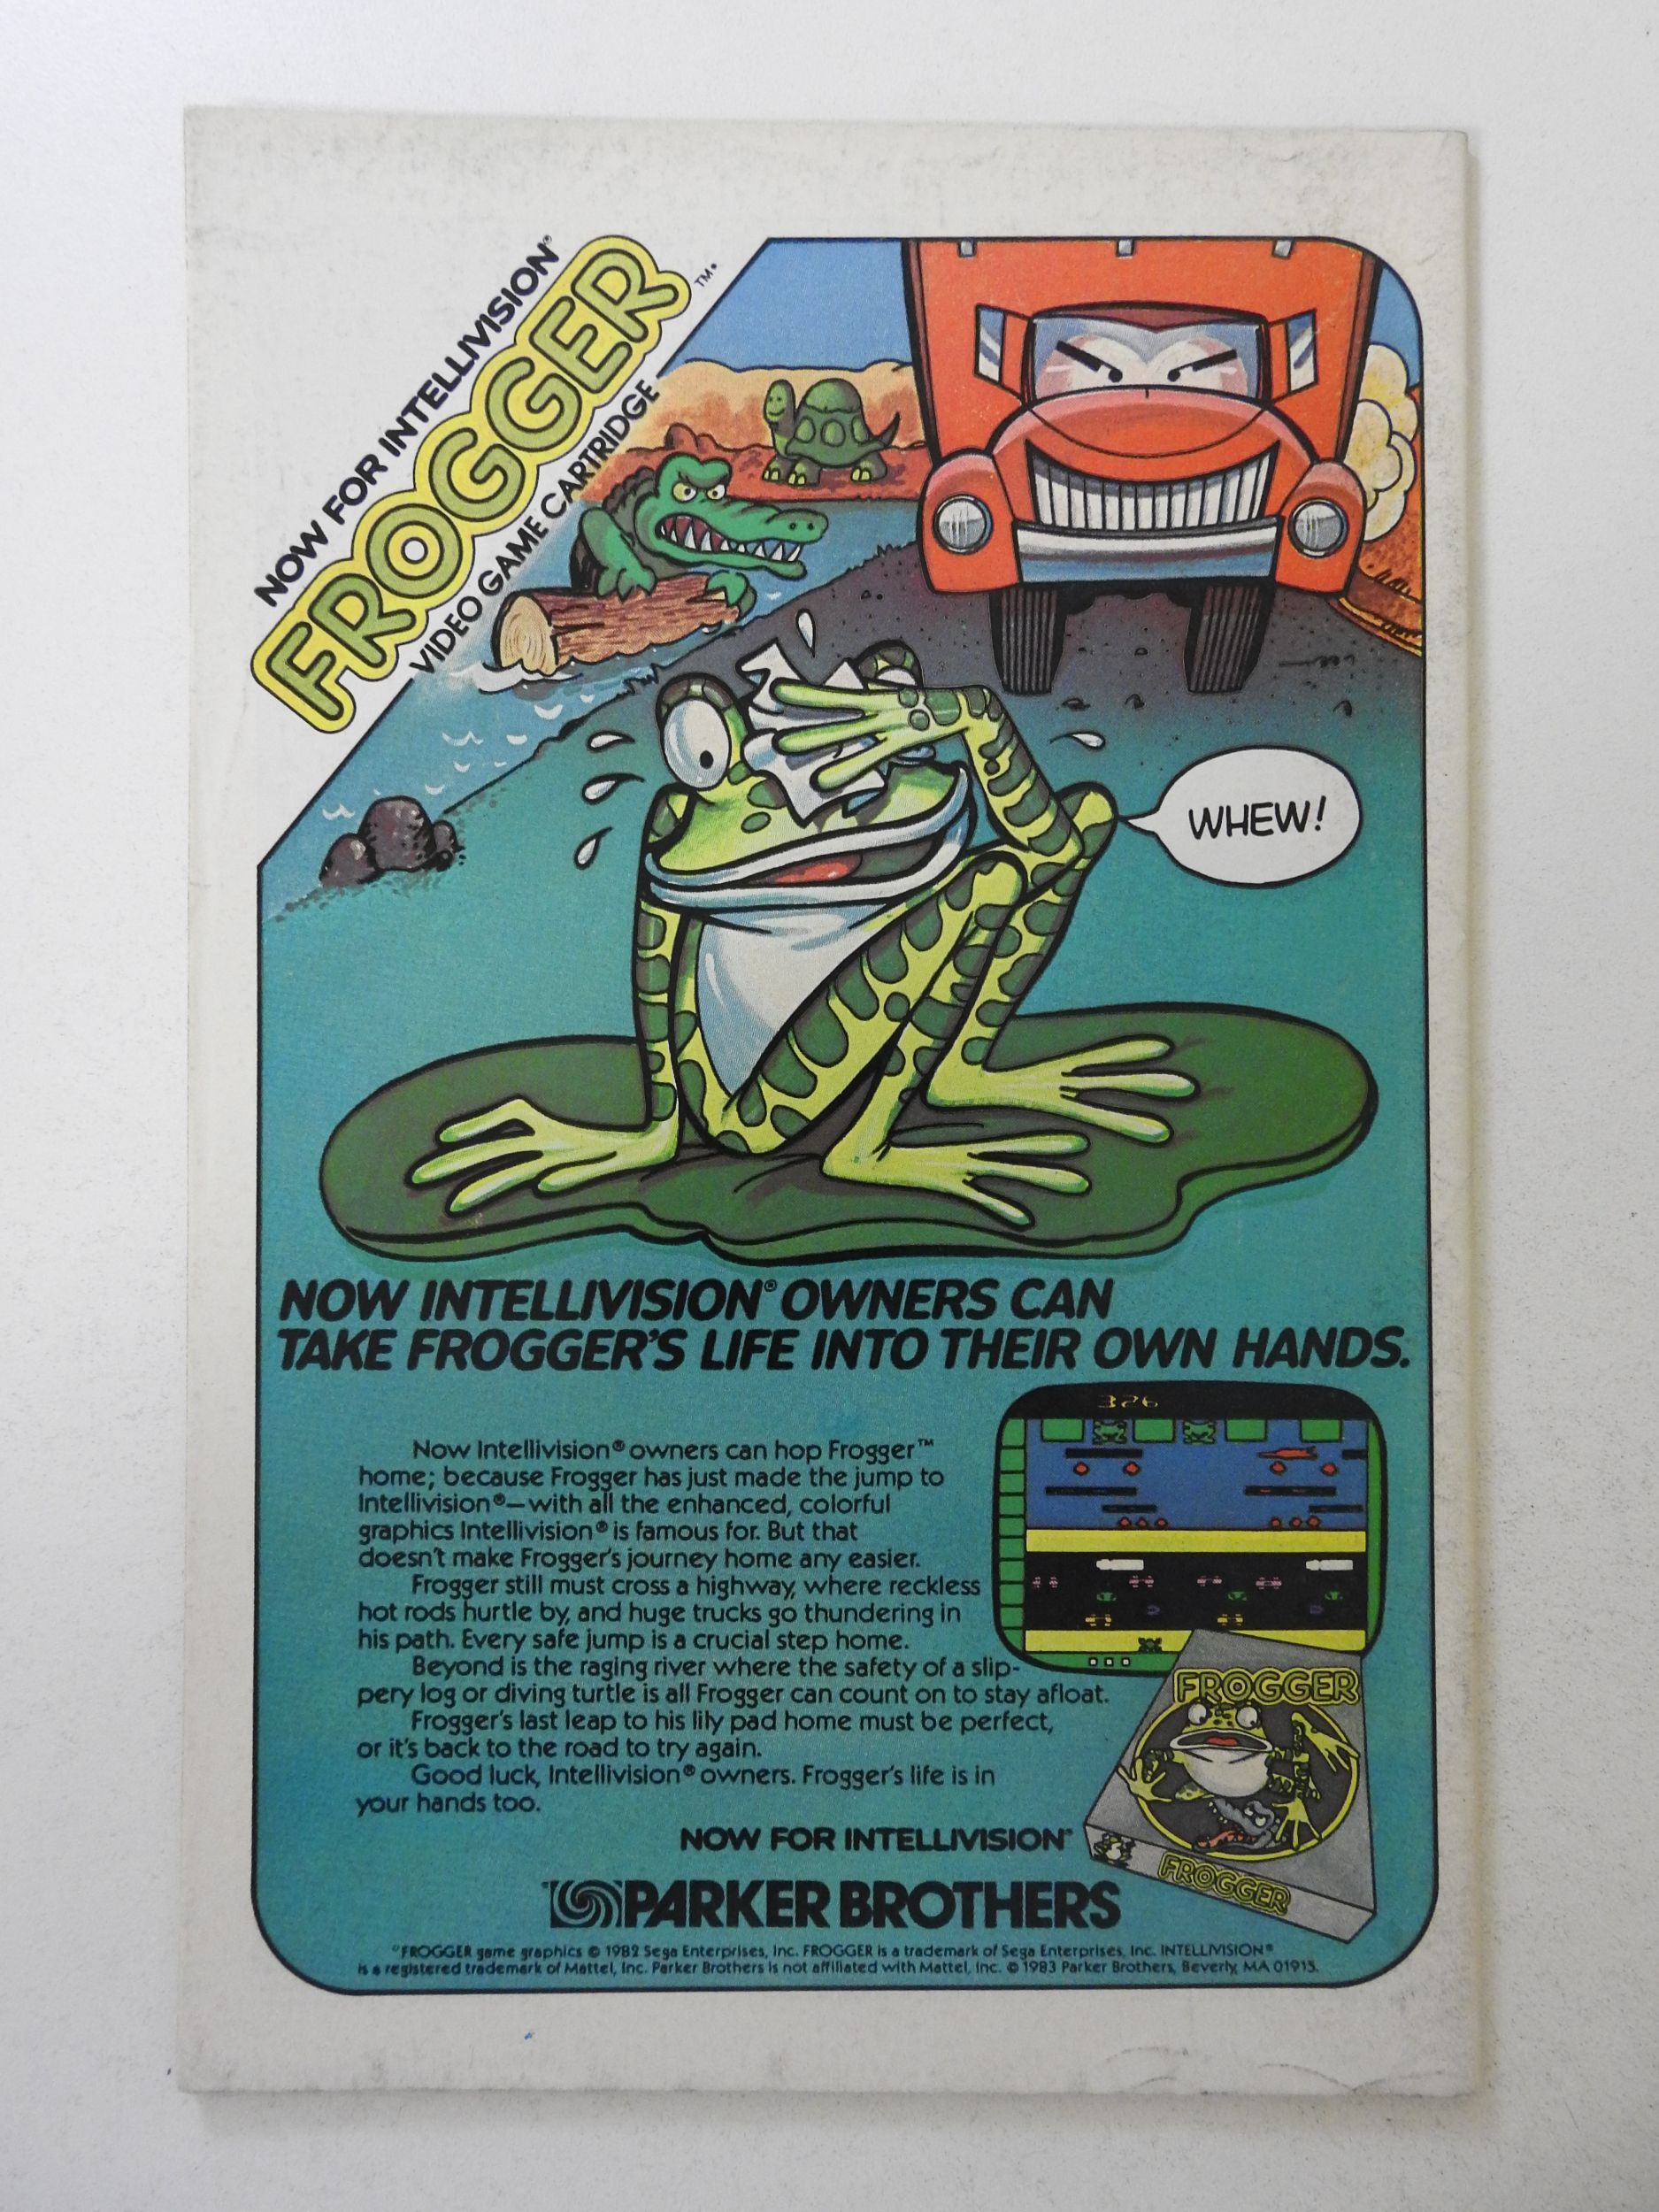 NOW FOR INTELLIVISION®
FROGGER™
VIDEO GAME CARTRIDGE
WHEW!
NOW INTELLIVISION® OWNERS CAN
TAKE FROGGER'S LIFE INTO THEIR OWN HANDS.
326
Now Intellivision® owners can hop Frogger™
home; because Frogger has just made the jump to
Intellivision®—with all the enhanced, colorful
graphics Intellivision® is famous for. But that
doesn't make Frogger's journey home any easier.
Frogger still must cross a highway, where reckless
hot rods hurtle by, and huge trucks go thundering in
his path. Every safe jump is a crucial step home.
Beyond is the raging river where the safety of a slip-
pery log or diving turtle is all Frogger can count on to stay afloat.
Frogger's last leap to his lily pad home must be perfect,
or it's back to the road to try again.
Good luck, Intellivision® owners. Frogger's life is in
your hands too.
FROGGER
FROGGER
NOW FOR INTELLIVISION®
PARKER BROTHERS
®FROGGER game graphics © 1982 Sega Enterprises, Inc. FROGGER is a trademark of Sega Enterprises, Inc. INTELLIVISION®
is a registered trademark of Mattel, Inc. Parker Brothers is not affiliated with Mattel, Inc. © 1983 Parker Brothers, Beverly, MA 01915.